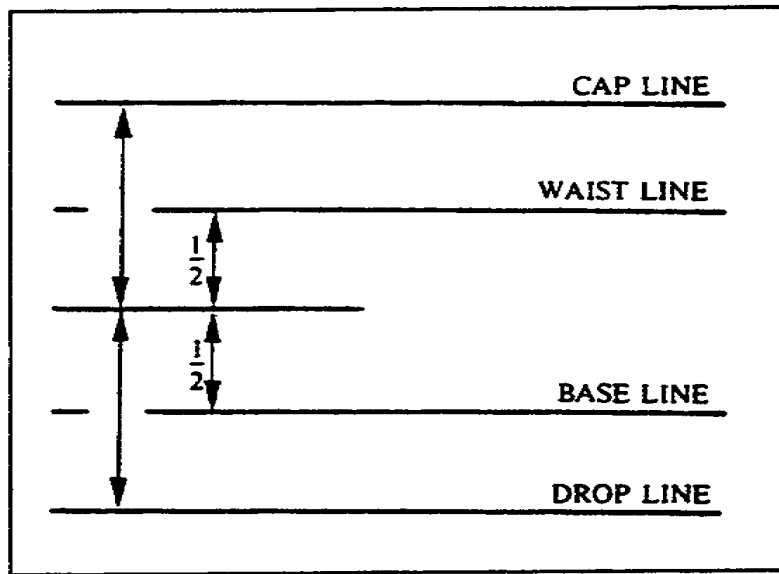 CAP LINE
WAIST LINE
1/2
1/2
BASE LINE
DROP LINE